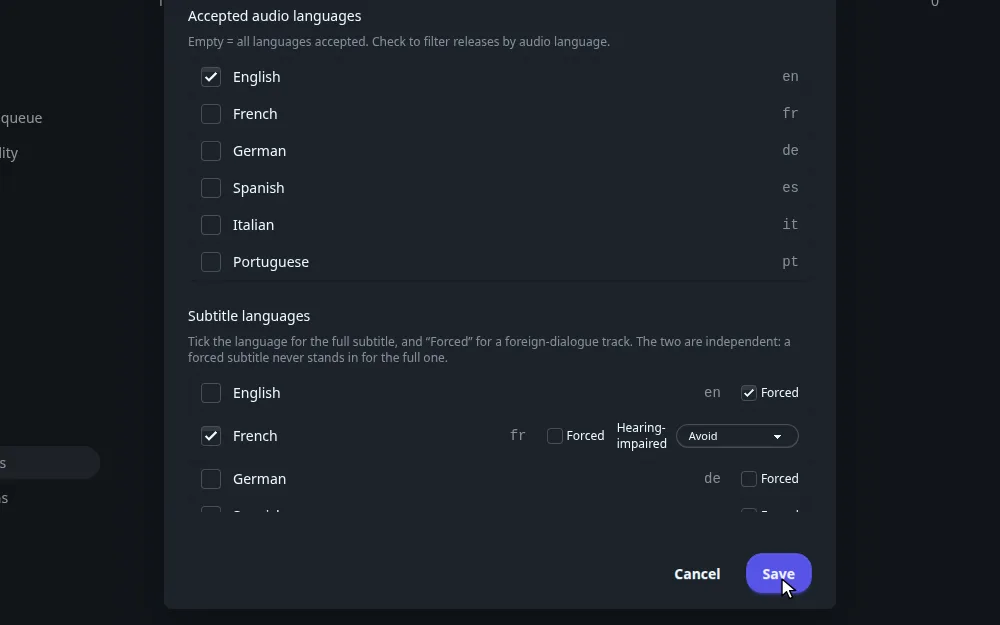 0
Accepted audio languages
Empty = all languages accepted. Check to filter releases by audio language.
English en
French fr
queue
German de
lity
Spanish es
Italian it
Portuguese pt
Subtitle languages
Tick the language for the full subtitle, and “Forced” for a foreign-dialogue track. The two are independent: a
forced subtitle never stands in for the full one.
English en Forced
French fr Forced Hearing-
impaired Avoid
s
German de Forced
s
Cancel Save